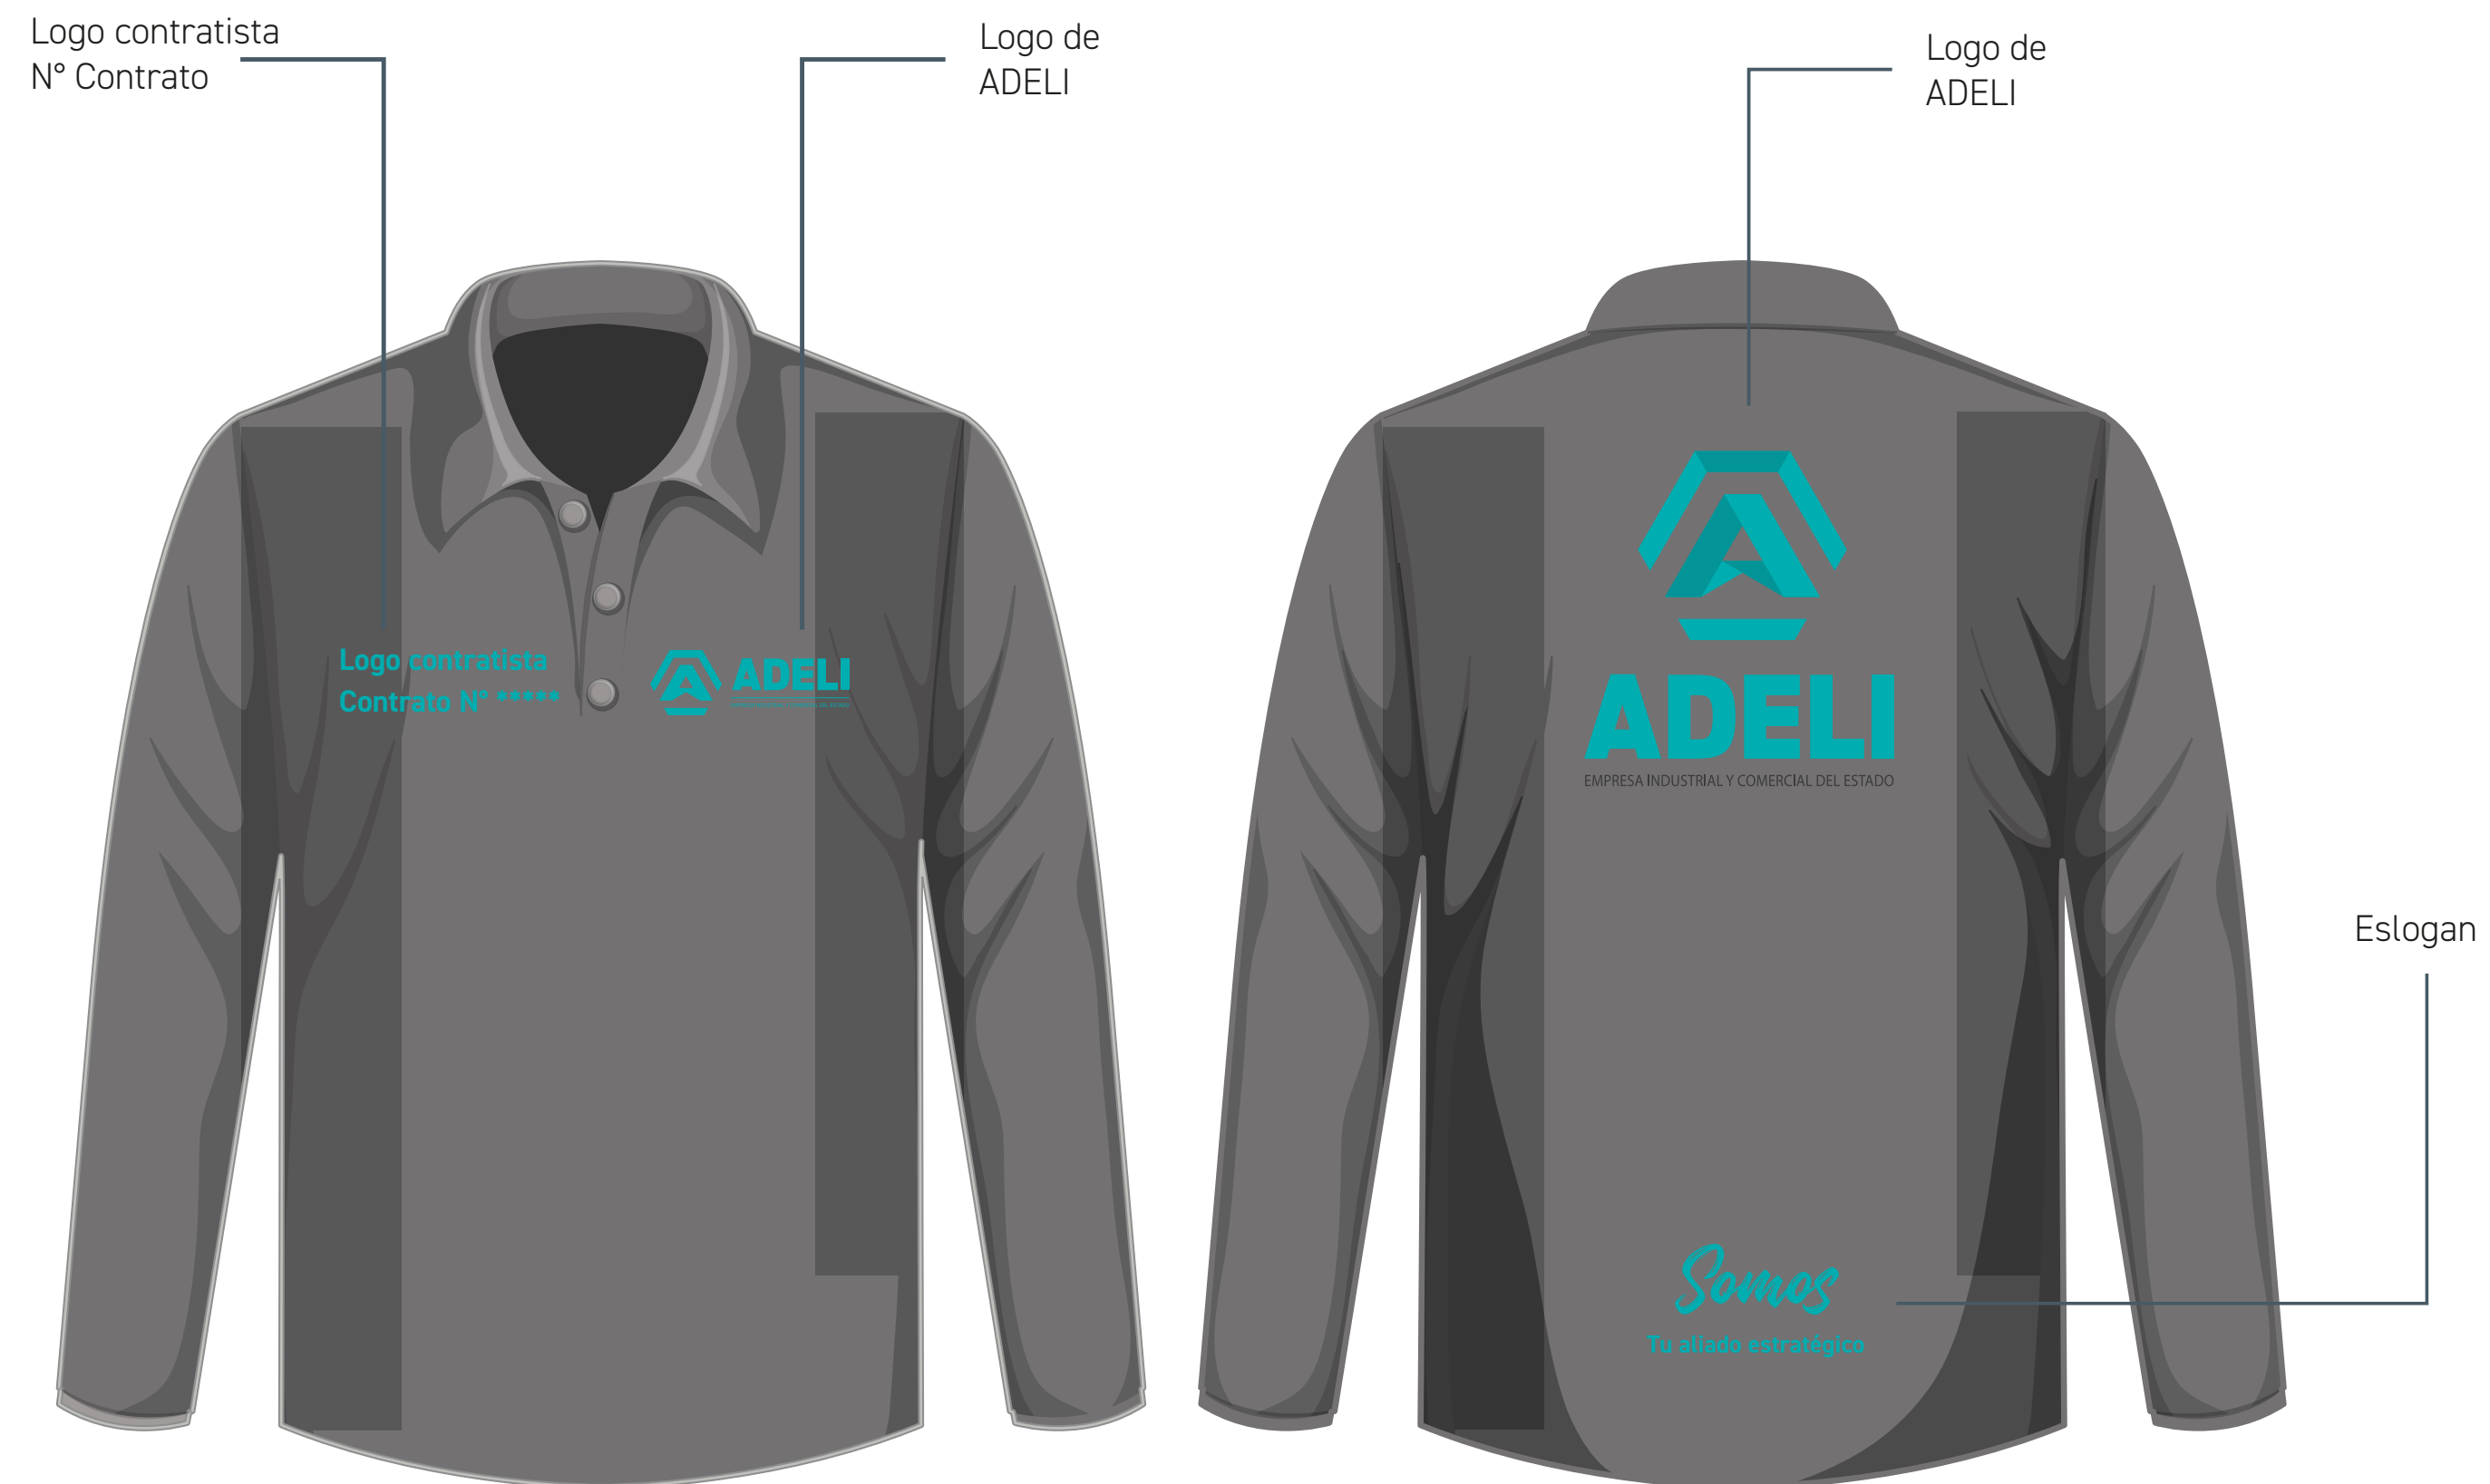 Logo contratista
N° Contrato
Logo de
ADELI
Logo de
ADELI
Logo contratista
Contrato N° *****
ADELI
ADELI
EMPRESA INDUSTRIAL Y COMERCIAL DEL ESTADO
Eslogan
Somos
Tu aliado estratégico